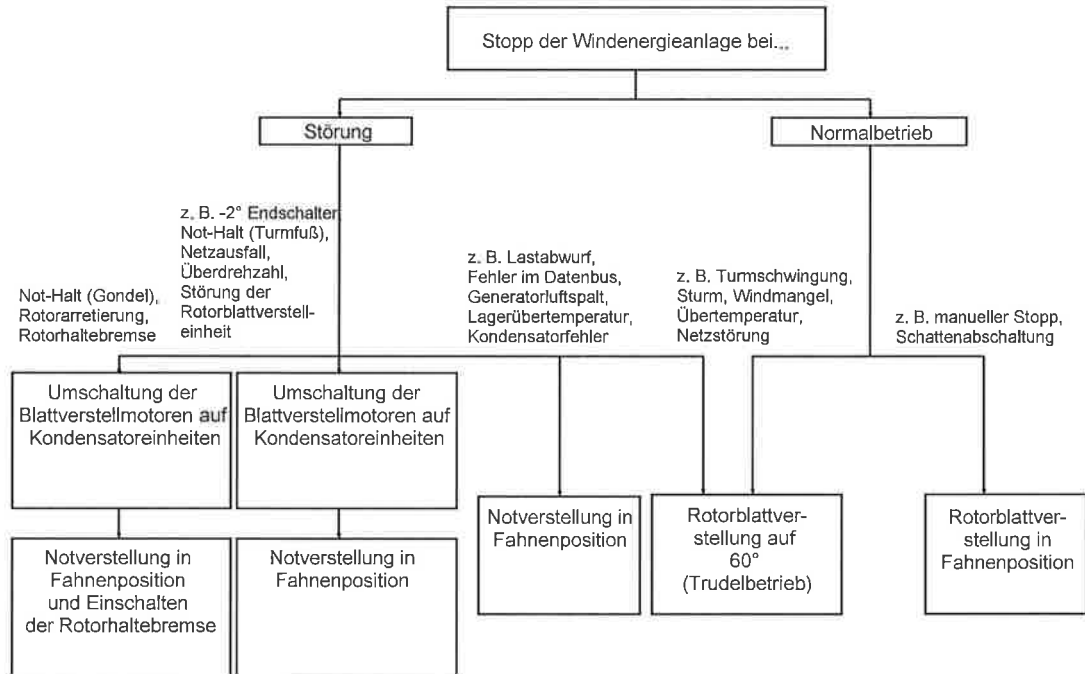 Stopp der Windenergieanlage bei...
Störung
Normalbetrieb
Not-Halt (Gondel),
Rotorarretierung,
Rotorhaltebremse
z. B. -2° Endschalter
Not-Halt (Turmfuß),
Netzausfall,
Überdrehzahl,
Störung der
Rotorblattverstell-
einheit
z. B. Lastabwurf,
Fehler im Datenbus,
Generatorluftspalt,
Lagerübertemperatur,
Kondensatorfehler
z. B. Turmschwingung,
Sturm, Windmangel,
Übertemperatur,
Netzstörung
z. B. manueller Stopp,
Schattenabschaltung
Umschaltung der
Blattverstellmotoren auf
Kondensatoreinheiten
Umschaltung der
Blattverstellmotoren auf
Kondensatoreinheiten
Notverstellung in
Fahnenposition
Rotorblattver-
stellung auf
60°
(Trudelbetrieb)
Rotorblattver-
stellung in
Fahnenposition
Notverstellung in
Fahnenposition
und Einschalten
der Rotorhaltebremse
Notverstellung in
Fahnenposition